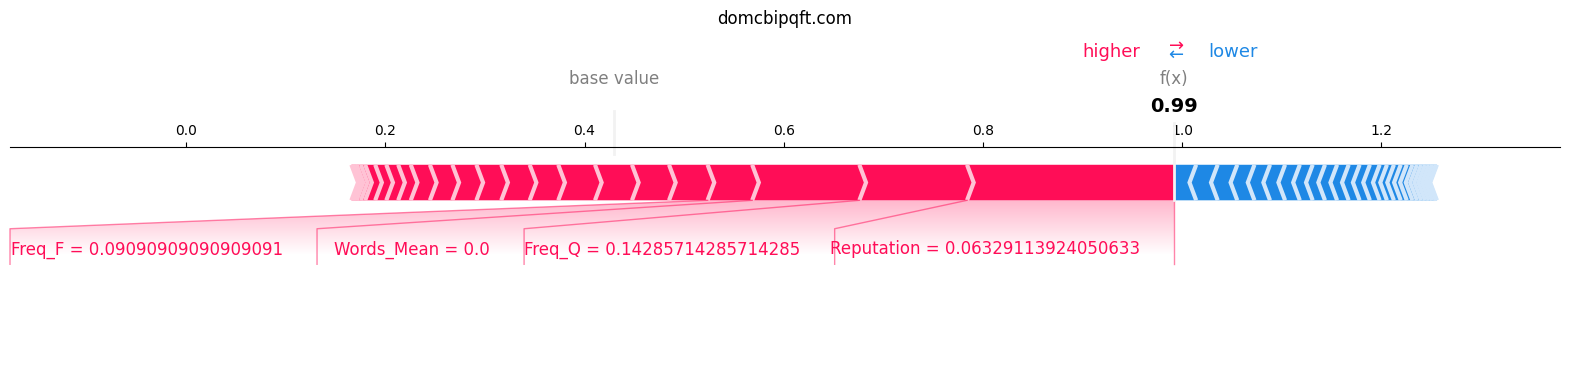 domcbipqft.com
higher ⇄ lower
base value f(x)
0.99
0.0 0.2 0.4 0.6 0.8 1.0 1.2
Freq_F = 0.09090909090909091 Words_Mean = 0.0 Freq_Q = 0.14285714285714285 Reputation = 0.06329113924050633